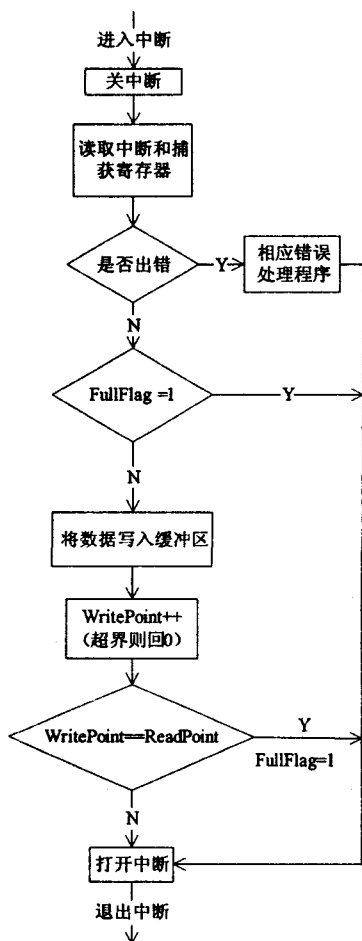 进入中断
关中断
读取中断和捕
获寄存器
是否出错
Y
相应错误
处理程序
N
FullFlag =1
Y
N
将数据写入缓冲区
WritePoint++
（超界则回0）
WritePoint==ReadPoint
Y
FullFlag=1
N
打开中断
退出中断